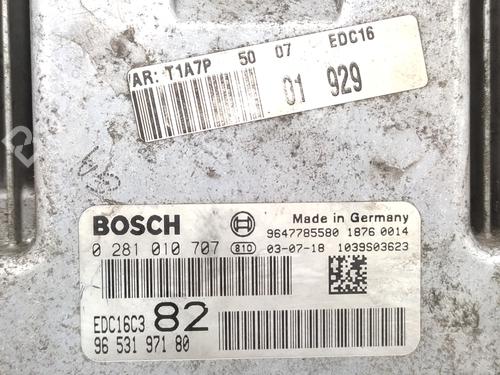 AR: T1A7P 50 07 EDC16
01 929
BOSCH
Made in Germany
9647785580 1876 0014
0 281 010 707 810 03-07-18 1039S03623
EDC16C3 82
96 531 971 80